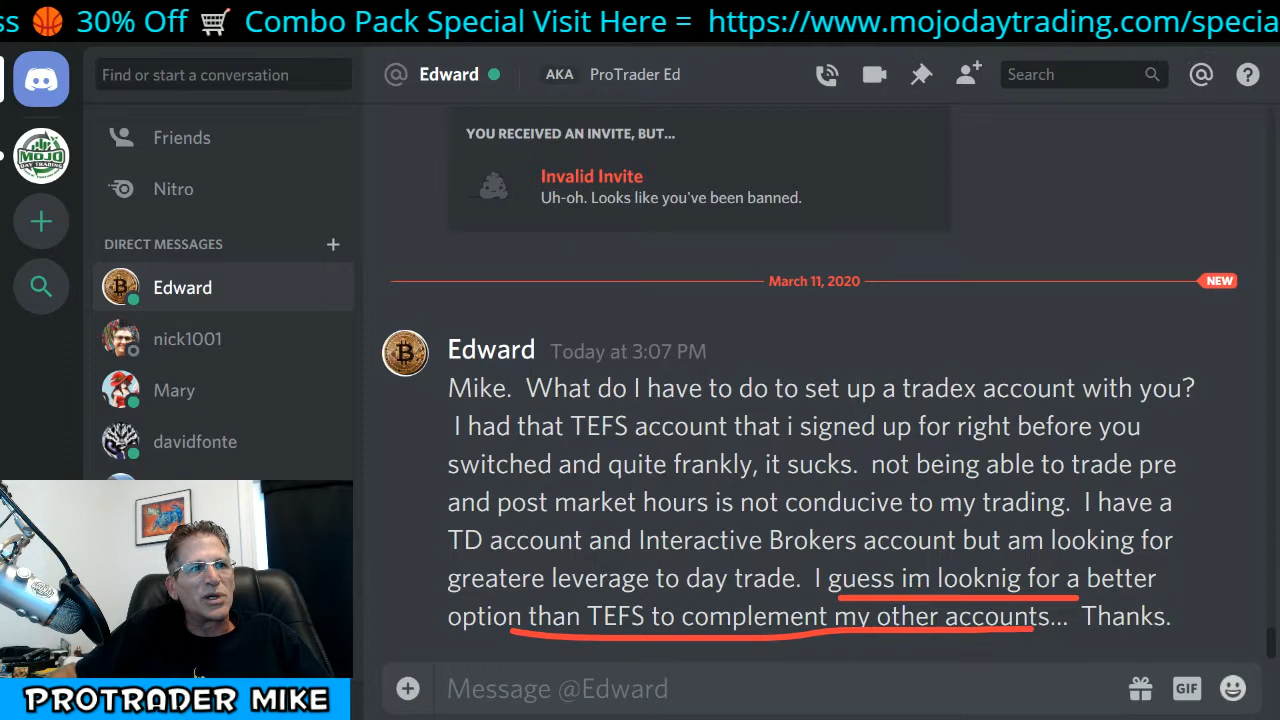 ss 🏀 30% Off 🛒 Combo Pack Special Visit Here = https://www.mojodaytrading.com/specia
Find or start a conversation
@ Edward AKA ProTrader Ed
Search
Friends
Nitro
DIRECT MESSAGES +
Edward
nick1001
Mary
davidfonte
MOJO
DAY TRADING
YOU RECEIVED AN INVITE, BUT...
Invalid Invite
Uh-oh. Looks like you've been banned.
March 11, 2020 NEW
Edward Today at 3:07 PM
Mike. What do I have to do to set up a tradex account with you?
I had that TEFS account that i signed up for right before you
switched and quite frankly, it sucks. not being able to trade pre
and post market hours is not conducive to my trading. I have a
TD account and Interactive Brokers account but am looking for
greatere leverage to day trade. I guess im looknig for a better
option than TEFS to complement my other accounts... Thanks.
Message @Edward
GIF
PROTRADER MIKE